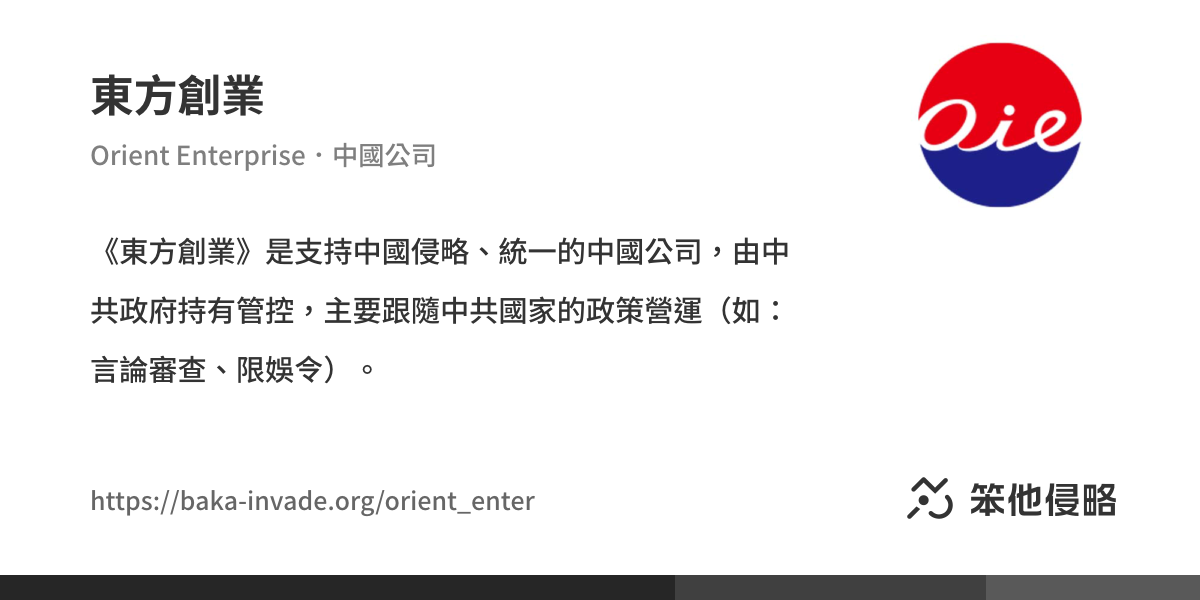 東方創業
Orient Enterprise・中國公司
Oie
《東方創業》是支持中國侵略、統一的中國公司，由中
共政府持有管控，主要跟隨中共國家的政策營運（如：
言論審查、限娛令）。
https://baka-invade.org/orient_enter
笨他侵略